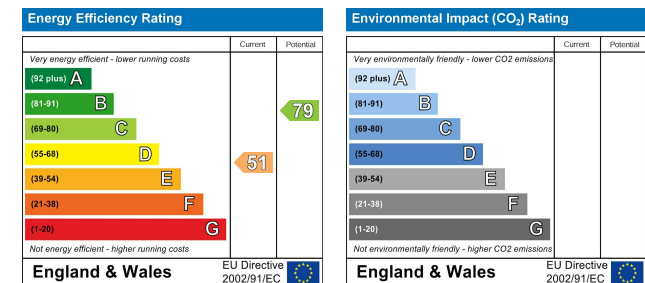 Energy Efficiency Rating
Current Potential
Very energy efficient - lower running costs
(92 plus) A
(81-91) B
79
(69-80) C
(55-68) D
51
(39-54) E
(21-38) F
(1-20) G
Not energy efficient - higher running costs
England & Wales
EU Directive
2002/91/EC
Environmental Impact (CO₂) Rating
Current Potential
Very environmentally friendly - lower CO2 emissions
(92 plus) A
(81-91) B
(69-80) C
(55-68) D
(39-54) E
(21-38) F
(1-20) G
Not environmentally friendly - higher CO2 emissions
England & Wales
EU Directive
2002/91/EC